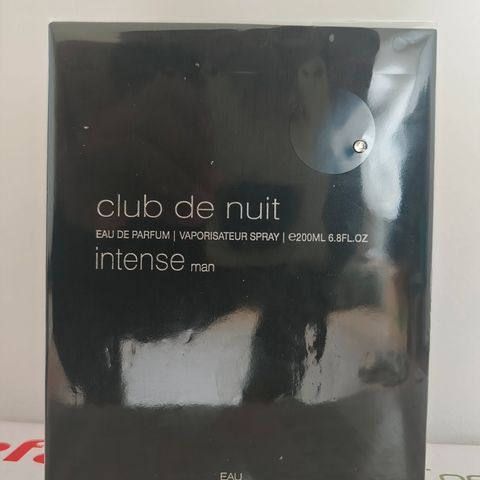 club de nuit
EAU DE PARFUM | VAPORISATEUR SPRAY | ℮200ML 6.8FL.OZ
intense man
EAU